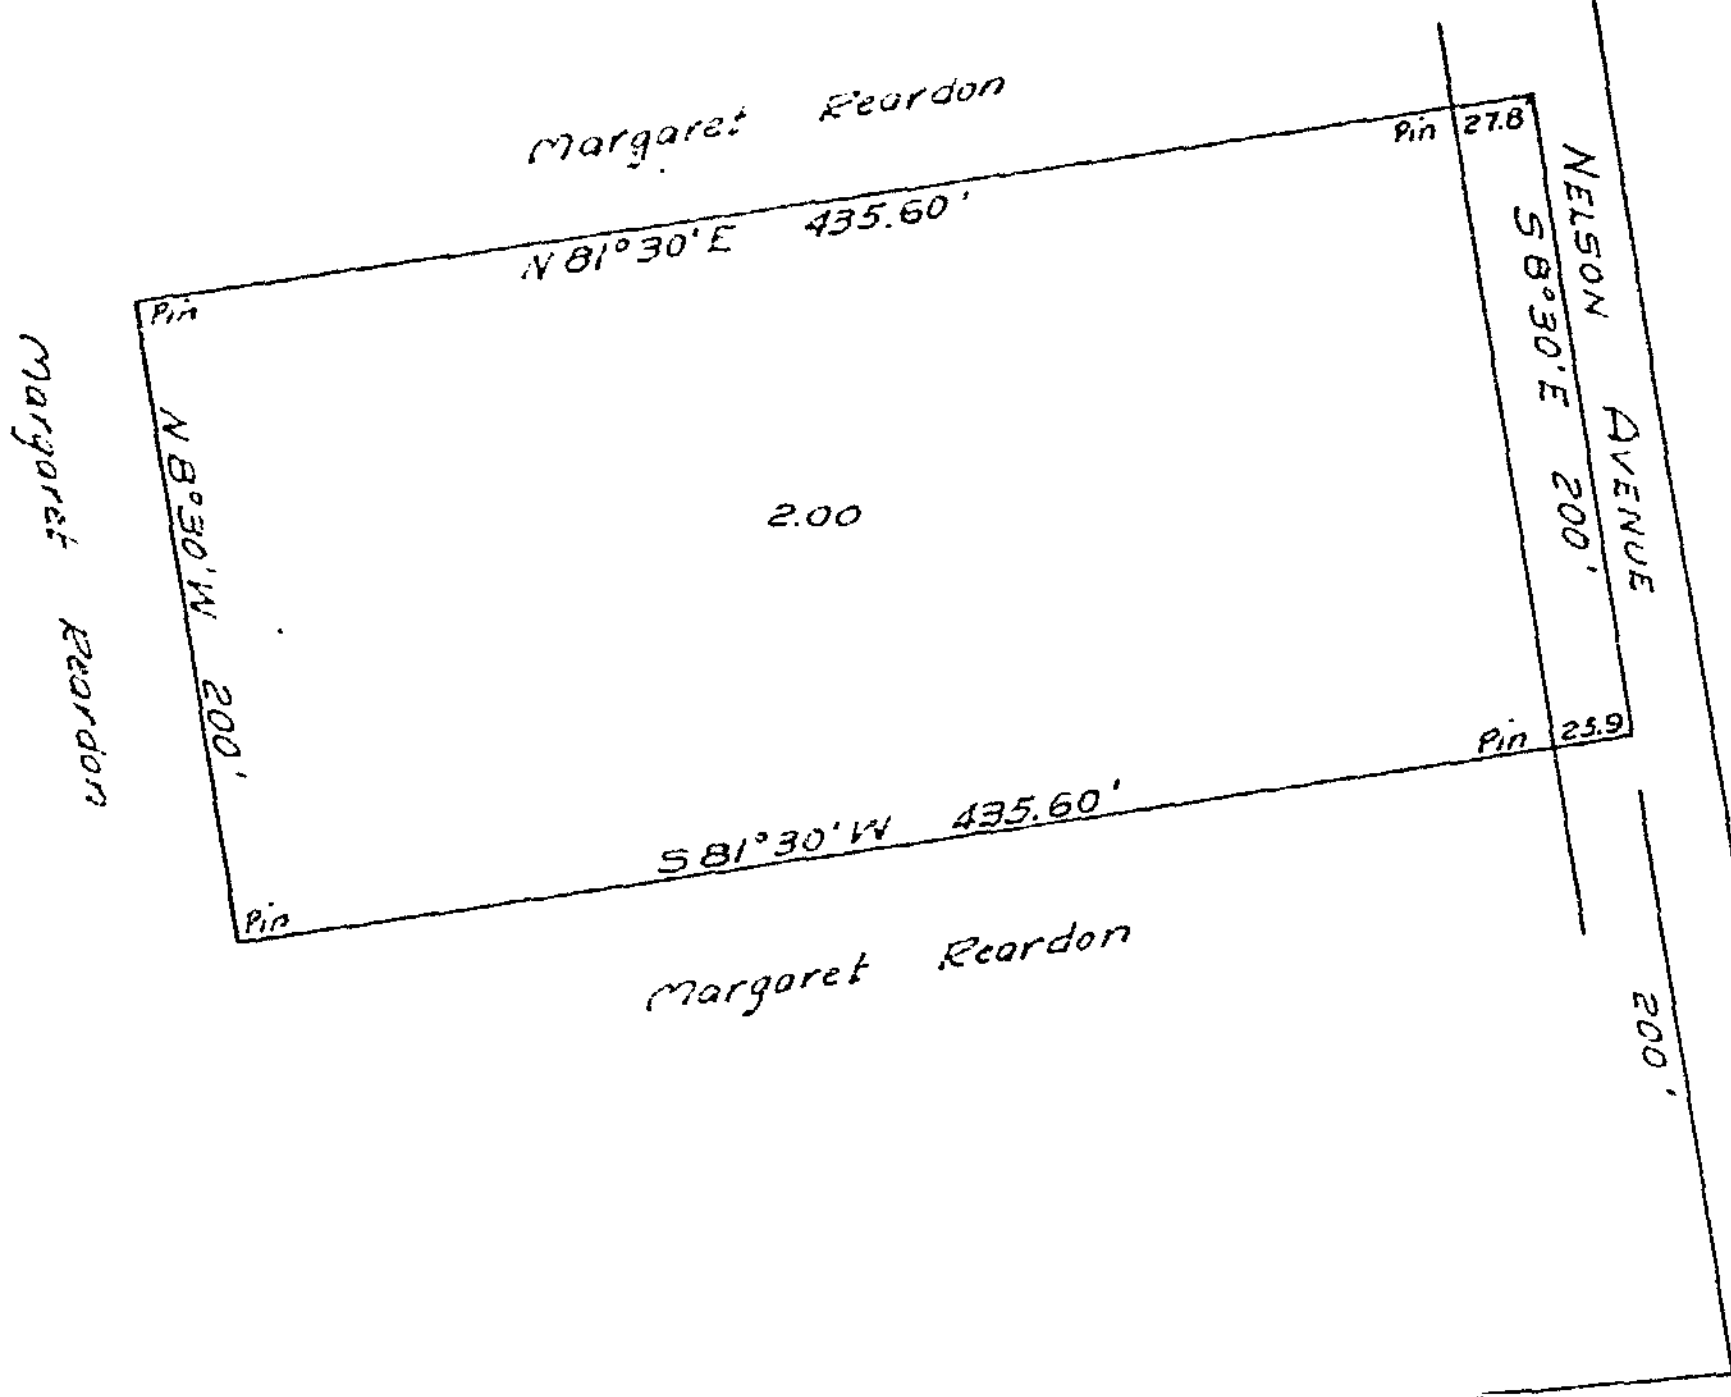 Margaret Reardon
Pin 27.8
N 81°30' E 435.60'
Pin
NELSON AVENUE
S 8°30' E 200'
Margaret Reardon
N 8°30' W 200'
2.00
Pin 25.9
S 81°30' W 435.60'
Pin
Margaret Reardon
200'